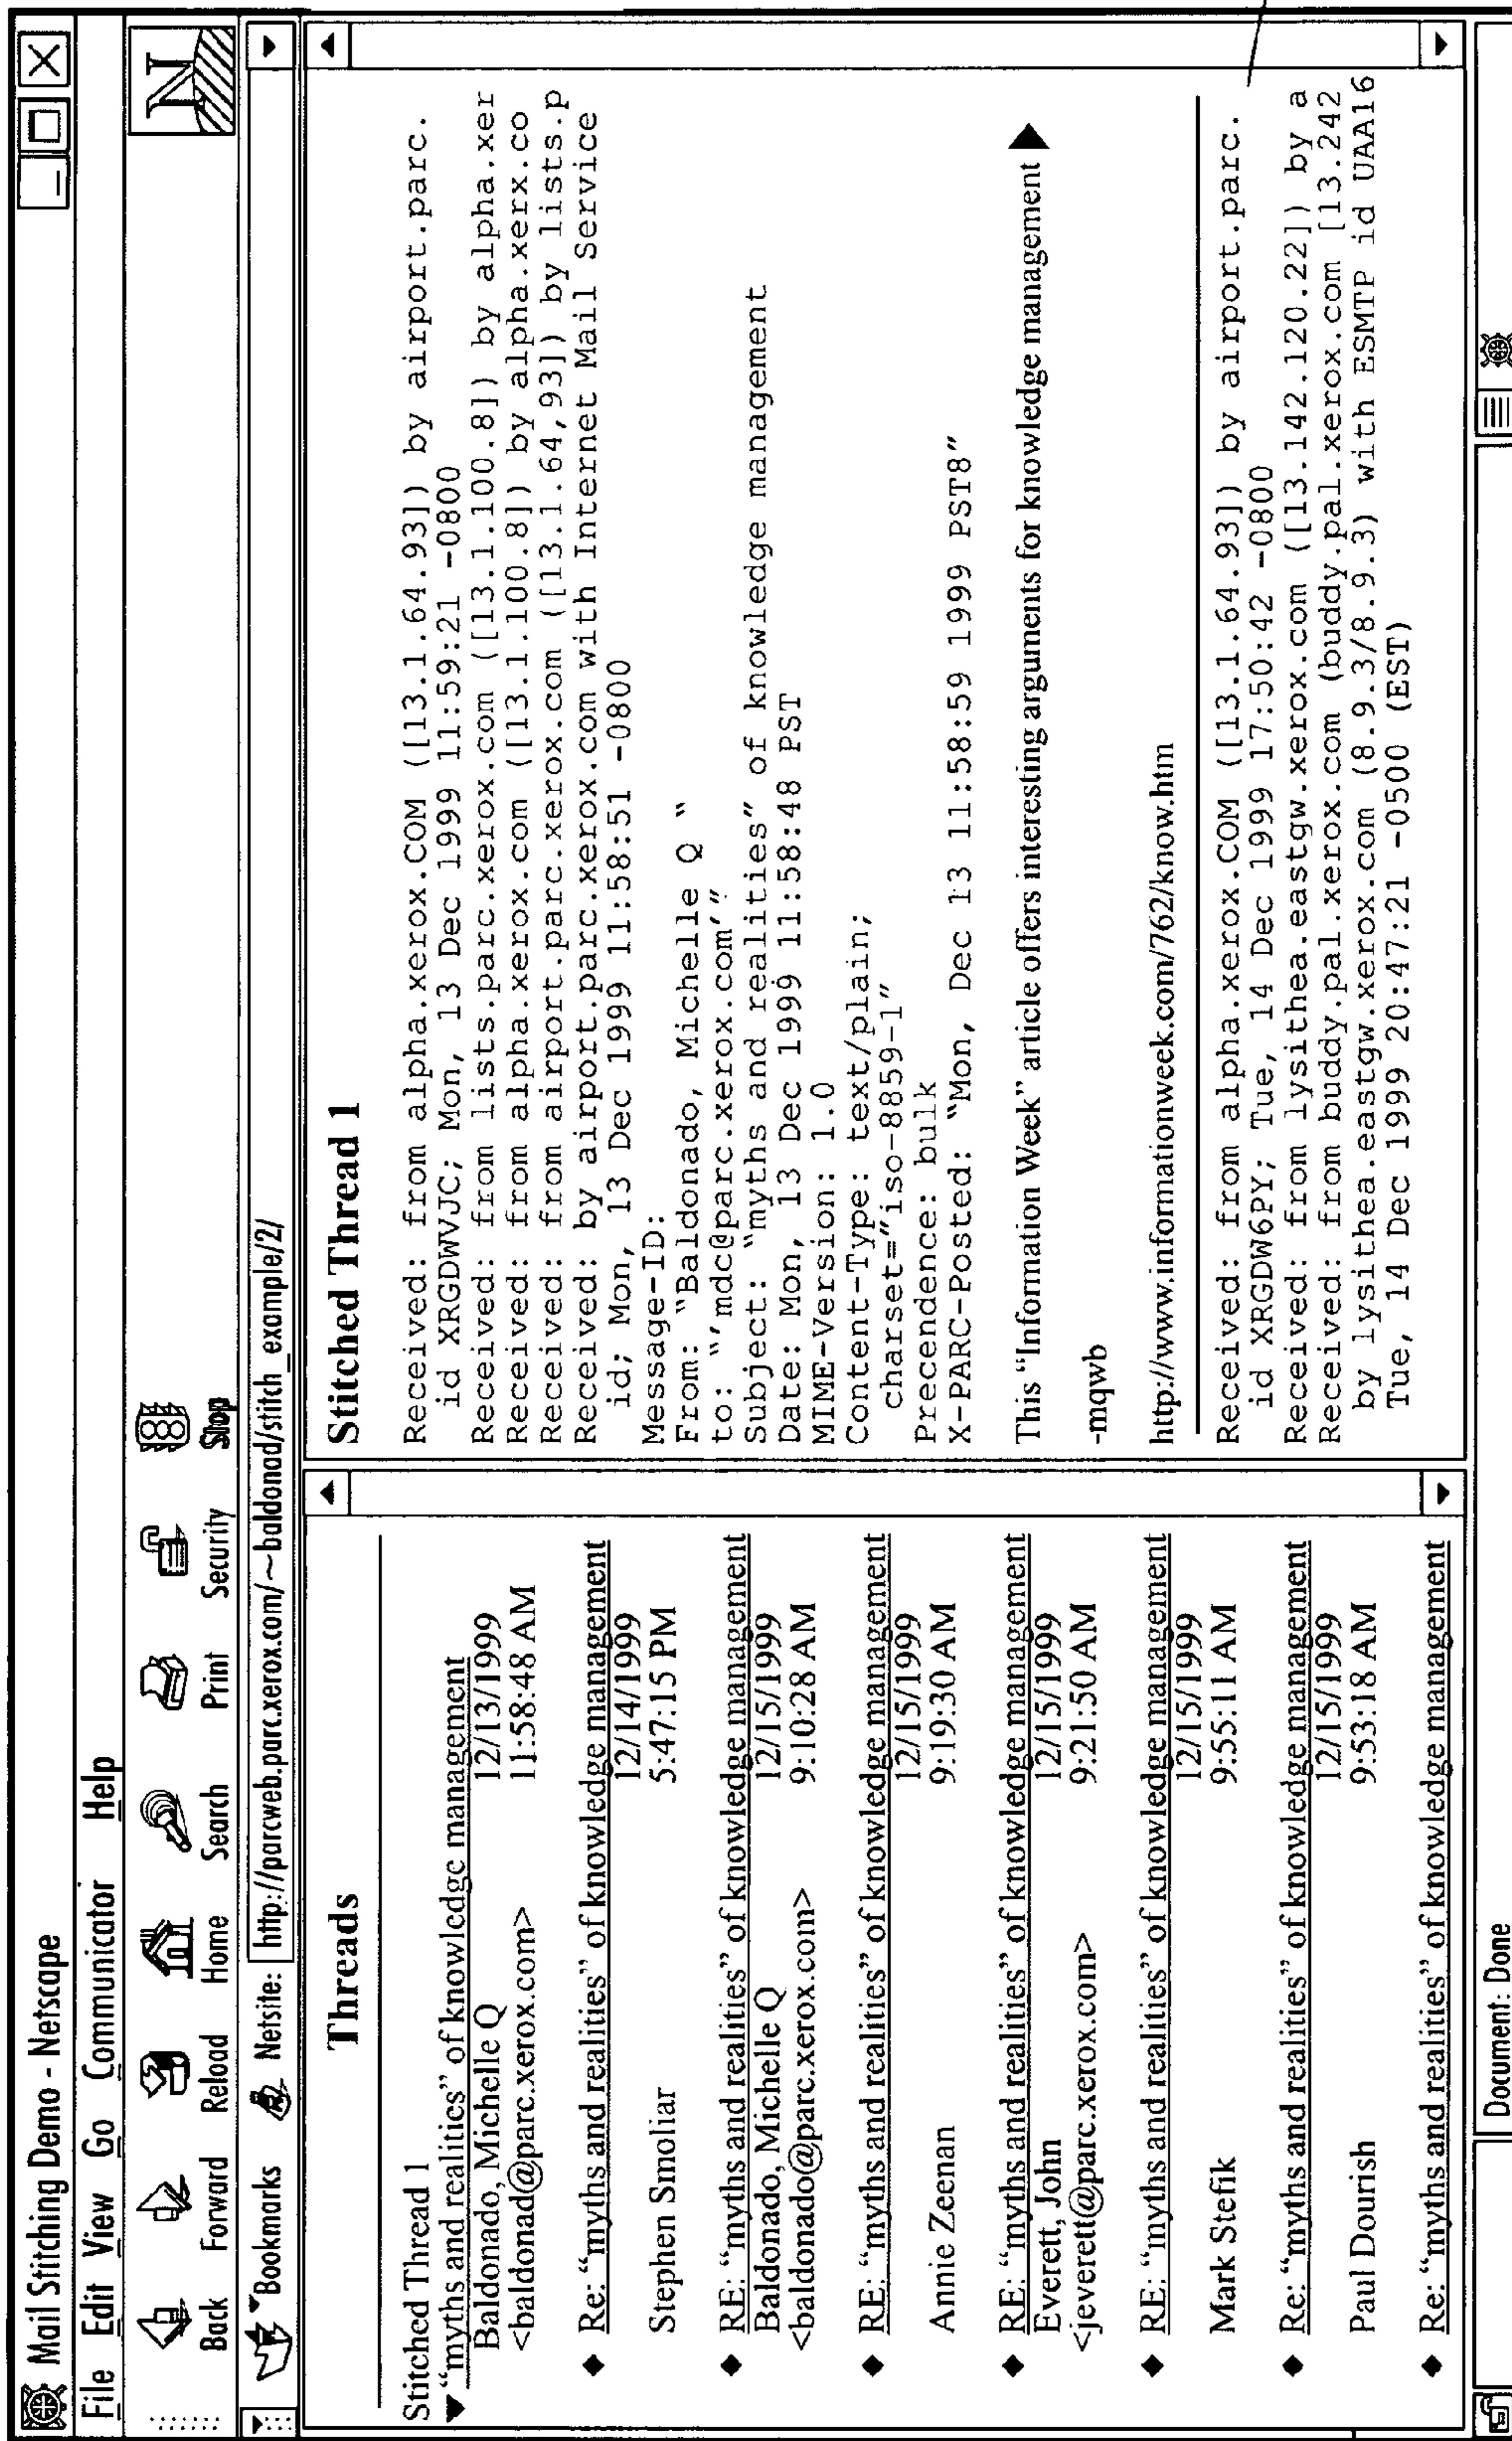 Mail Stitching Demo - Netscape
File Edit View Go Communicator Help
Back Forward Reload Home Search Print Security Stop
N
Bookmarks Netsite: http://parcweb.parc.xerox.com/~baldonad/stitch_example/2/
Threads
Stitched Thread 1
"myths and realitics" of knowledge management
Baldonado, Michelle Q 12/13/1999
<baldonad@parc.xerox.com> 11:58:48 AM
Re: "myths and realities" of knowledge management
12/14/1999
Stephen Smoliar 5:47:15 PM
RE: "myths and realities" of knowledge management
Baldonado, Michelle Q 12/15/1999
<baldonado@parc.xerox.com> 9:10:28 AM
RE: "myths and realities" of knowledge management
12/15/1999
Annie Zeenan 9:19:30 AM
RE: "myths and realities" of knowledge management
Everett, John 12/15/1999
<jeverett@parc.xerox.com> 9:21:50 AM
RE: "myths and realities" of knowledge management
12/15/1999
Mark Stefik 9:55:11 AM
Re: "myths and realities" of knowledge management
12/15/1999
Paul Dourish 9:53:18 AM
Re: "myths and realities" of knowledge management
Stitched Thread 1
Received: from alpha.xerox.COM ([13.1.64.93]) by airport.parc.
id XRGDWVJC; Mon, 13 Dec 1999 11:59:21 -0800
Received: from lists.parc.xerox.com ([13.1.100.8]) by alpha.xer
Received: from alpha.xerox.com ([13.1.100.8]) by alpha.xerx.co
Received: from airport.parc.xerox.com ([13.1.64,93]) by lists.p
Received: by airport.parc.xerox.com with Internet Mail Service
id; Mon, 13 Dec 1999 11:58:51 -0800
Message-ID:
From: "Baldonado, Michelle Q "
to: "'mdc@parc.xerox.com'"
Subject: "myths and realities" of knowledge management
Date: Mon, 13 Dec 1999 11:58:48 PST
MIME-Version: 1.0
Content-Type: text/plain;
charset="iso-8859-1"
Precendence: bulk
X-PARC-Posted: "Mon, Dec 13 11:58:59 1999 PST8"
This "Information Week" article offers interesting arguments for knowledge management
-mqwb
http://www.informationweek.com/762/know.htm
Received: from alpha.xerox.COM ([13.1.64.93]) by airport.parc.
id XRGDW6PY; Tue, 14 Dec 1999 17:50:42 -0800
Received: from lysithea.eastgw.xerox.com ([13.142.120.22]) by a
Received: from buddy.pal.xerox.com (buddy.pal.xerox.com [13.242
by lysithea.eastgw.xerox.com (8.9.3/8.9.3) with ESMTP id UAA16
Tue, 14 Dec 1999 20:47:21 -0500 (EST)
Document: Done